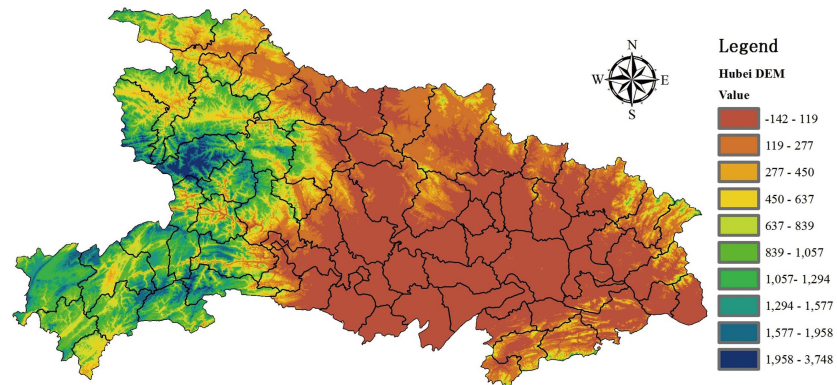 N
W E
S
Legend
Hubei DEM
Value
-142 - 119
119 - 277
277 - 450
450 - 637
637 - 839
839 - 1,057
1,057- 1,294
1,294 - 1,577
1,577 - 1,958
1,958 - 3,748